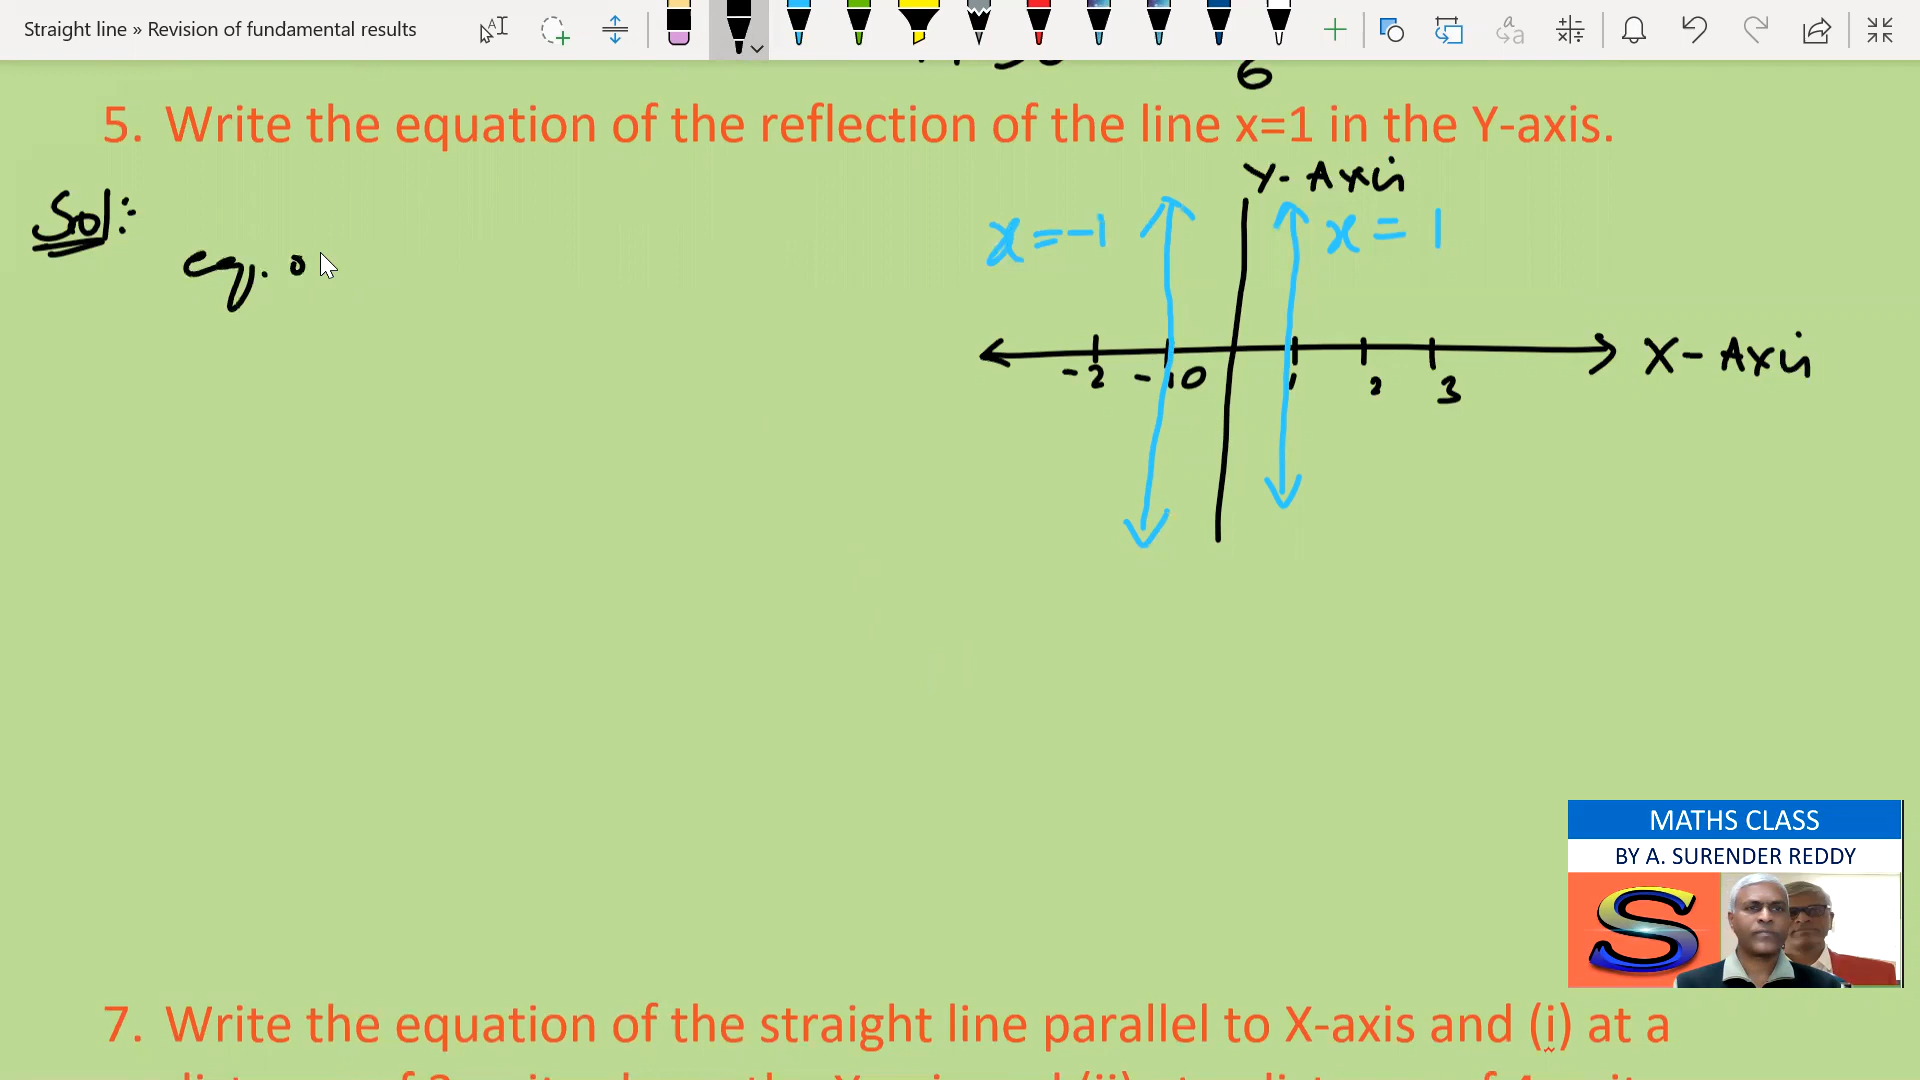 Straight line » Revision of fundamental results
6
5. Write the equation of the reflection of the line x=1 in the Y-axis.
Sol:
eq. o
Y-Axis
x=-1
x = 1
X-Axis
-2 -1 0 1 2 3
MATHS CLASS
BY A. SURENDER REDDY
S
7. Write the equation of the straight line parallel to X-axis and (i) at a